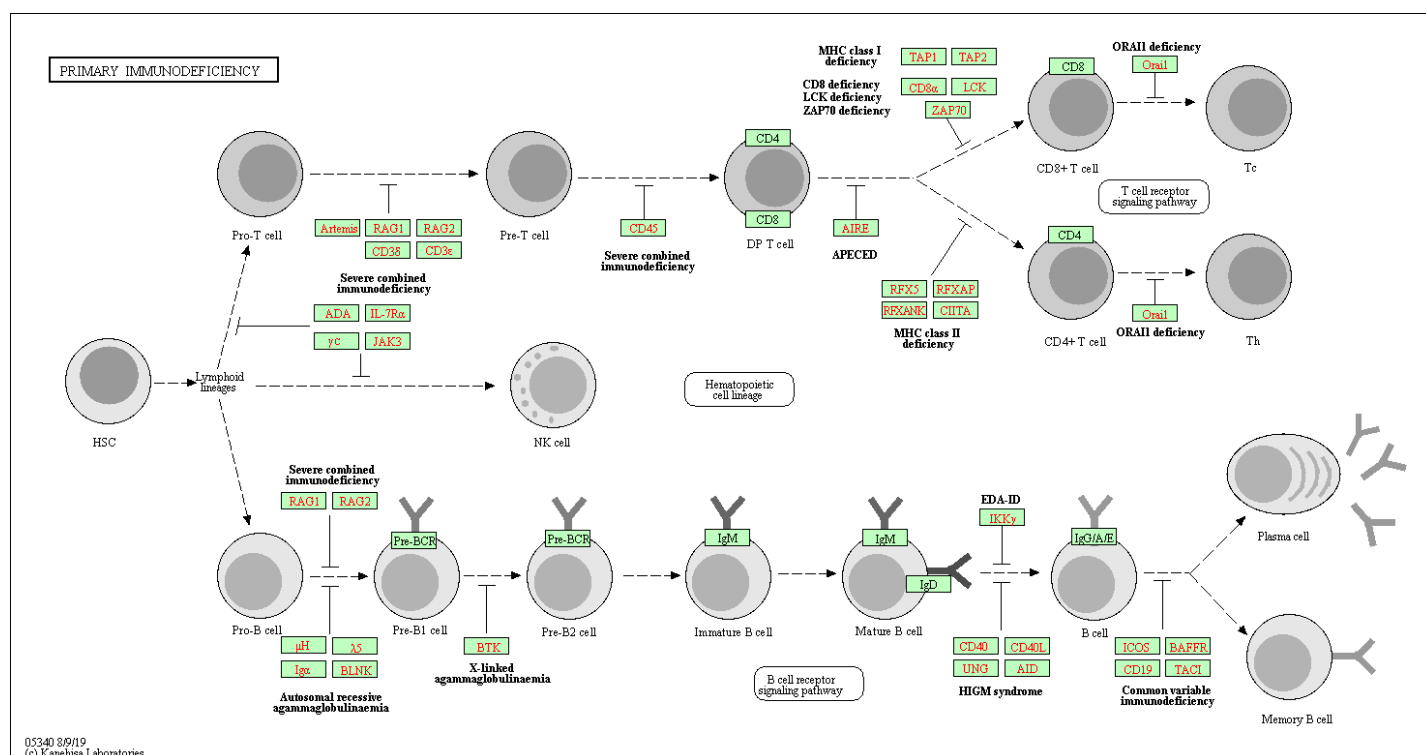 PRIMARY IMMUNODEFICIENCY
MHC class I
deficiency
TAP1
TAP2
CD8 deficiency
LCK deficiency
ZAP70 deficiency
CD8α
LCK
ZAP70
CD8
CD8+ T cell
ORAI1 deficiency
Orai1
Tc
T cell receptor
signaling pathway
Pro-T cell
Artemis
RAG1
RAG2
CD3δ
CD3ε
Severe combined
immunodeficiency
Pre-T cell
CD45
Severe combined
immunodeficiency
CD4
CD8
DP T cell
AIRE
APECED
RFX5
RFXAP
RFXANK
CIITA
MHC class II
deficiency
CD4
CD4+ T cell
Orai1
ORAI1 deficiency
Th
ADA
IL-7Rα
γc
JAK3
HSC
Lymphoid
lineages
NK cell
Hematopoietic
cell lineage
Severe combined
immunodeficiency
RAG1
RAG2
Pro-B cell
μH
λ5
Igα
BLNK
Autosomal recessive
agammaglobulinaemia
Pre-BCR
Pre-B1 cell
BTK
X-linked
agammaglobulinaemia
Pre-BCR
Pre-B2 cell
IgM
Immature B cell
IgM
IgD
Mature B cell
B cell receptor
signaling pathway
EDA-ID
IKKγ
CD40
CD40L
UNG
AID
HIGM syndrome
IgG/A/E
B cell
ICOS
BAFFR
CD19
TACI
Common variable
immunodeficiency
Plasma cell
Memory B cell
05340 8/9/19
(c) Kanehisa Laboratories